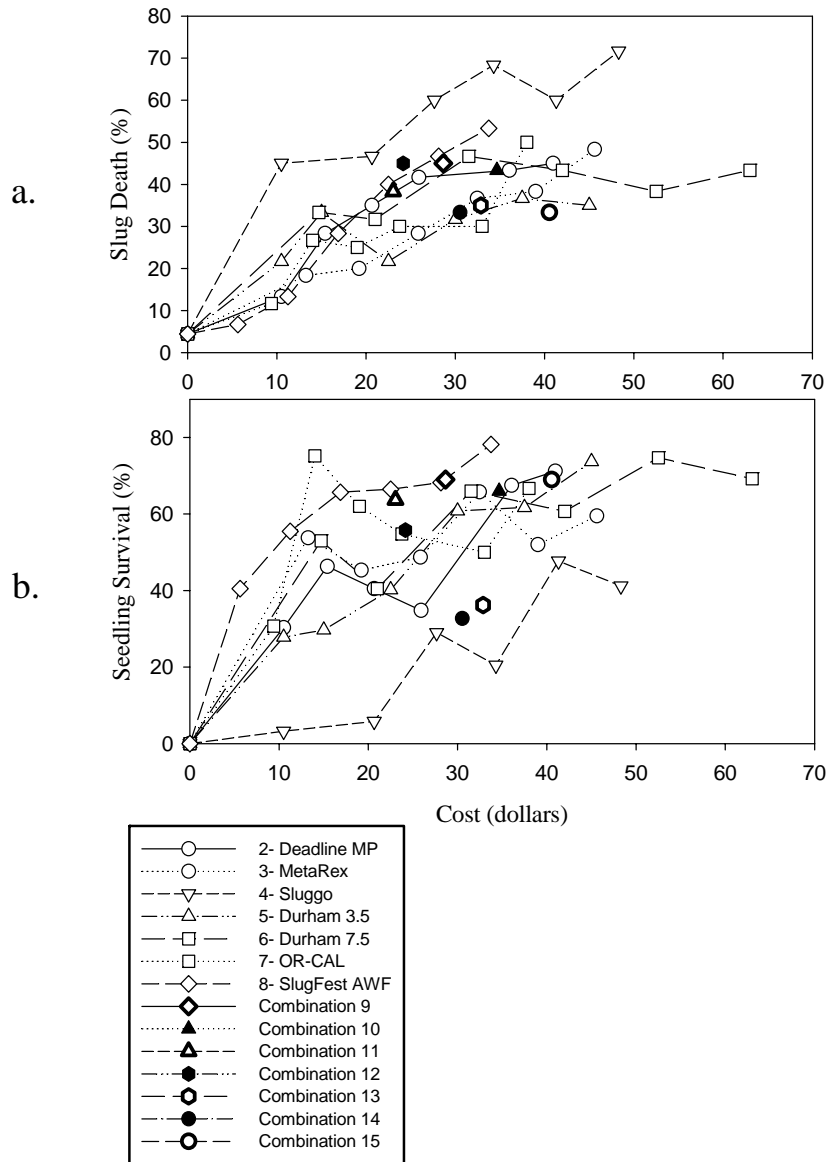 a.
Slug Death (%)
80
70
60
50
40
30
20
10
0
0 10 20 30 40 50 60 70
b.
Seedling Survival (%)
80
60
40
20
0
0 10 20 30 40 50 60 70
Cost (dollars)
2- Deadline MP
3- MetaRex
4- Sluggo
5- Durham 3.5
6- Durham 7.5
7- OR-CAL
8- SlugFest AWF
Combination 9
Combination 10
Combination 11
Combination 12
Combination 13
Combination 14
Combination 15